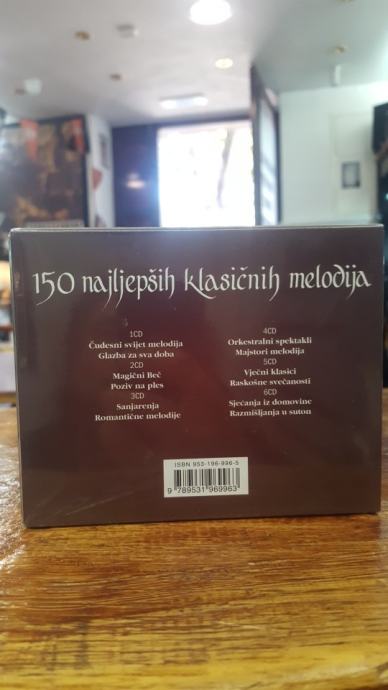 150 najljepših klasičnih melodija
1CD
Čudesni svijet melodija
Glazba za sva doba
2CD
Magični Beč
Poziv na ples
3CD
Sanjarenja
Romantične melodije
4CD
Orkestralni spektakli
Majstori melodija
5CD
Vječni klasici
Raskošne svečanosti
6CD
Sjećanja iz domovine
Razmišljanja u suton
ISBN 953-196-996-5
9 789531 969963